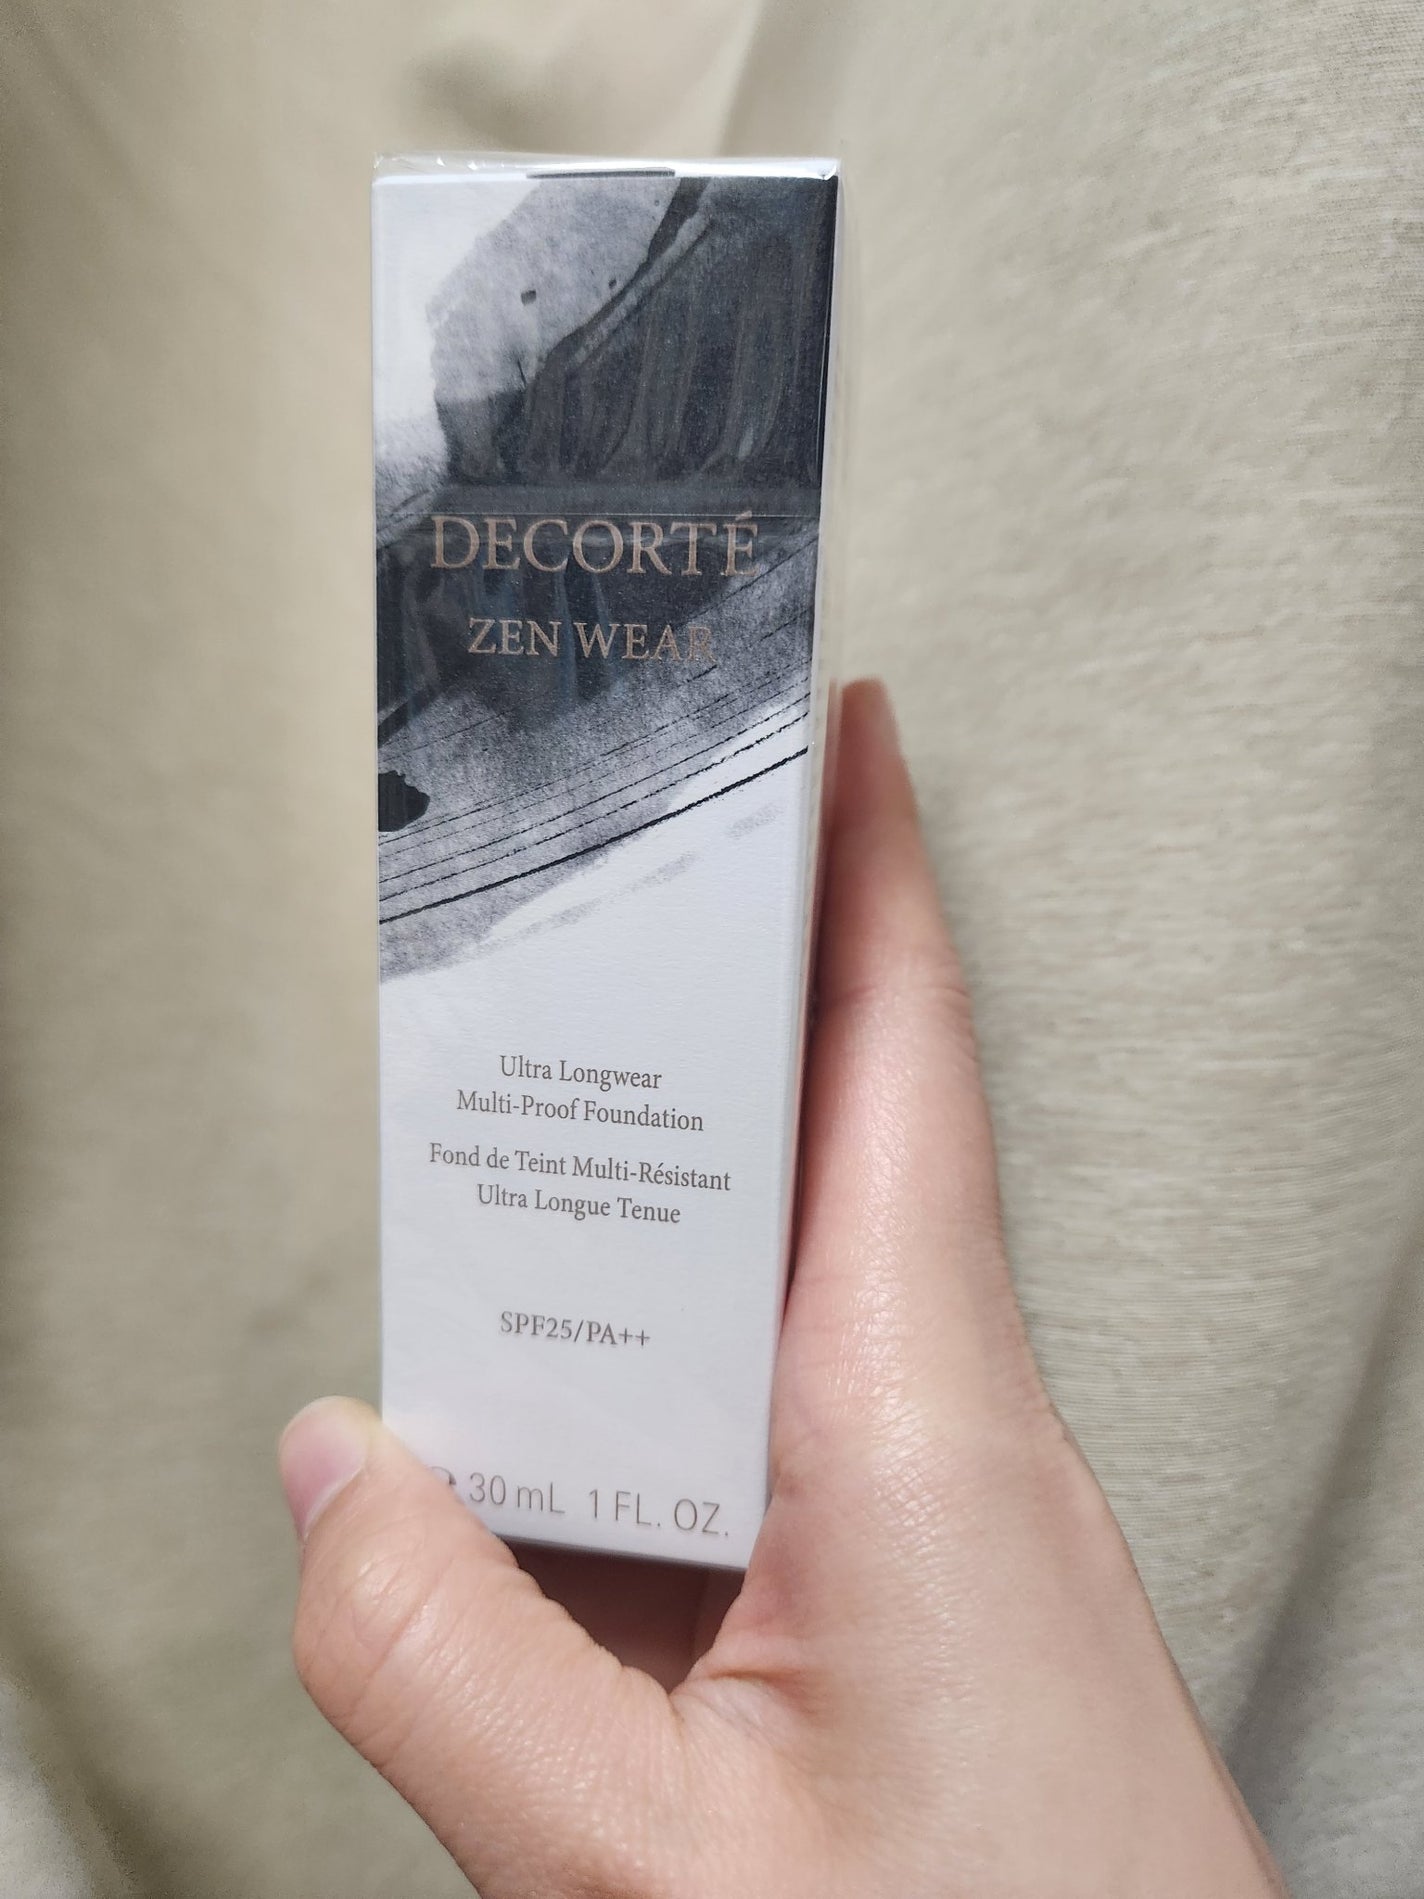 DECORTÉ
ZEN WEAR
Ultra Longwear
Multi-Proof Foundation
Fond de Teint Multi-Résistant
Ultra Longue Tenue
SPF25/PA++
30 mL 1 FL. OZ.